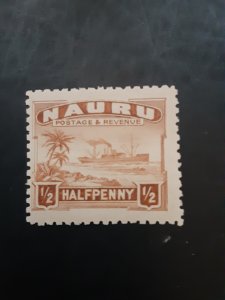 NAURU
POSTAGE & REVENUE
½ HALFPENNY ½